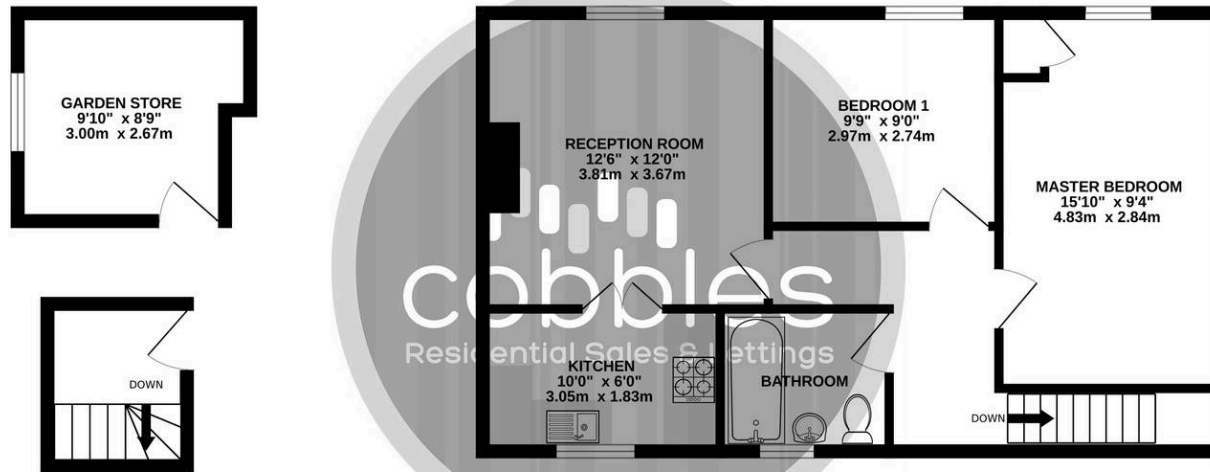 GARDEN STORE
9'10" x 8'9"
3.00m x 2.67m
RECEPTION ROOM
12'6" x 12'0"
3.81m x 3.67m
BEDROOM 1
9'9" x 9'0"
2.97m x 2.74m
MASTER BEDROOM
15'10" x 9'4"
4.83m x 2.84m
cobbles
Residential Sales & Lettings
KITCHEN
10'0" x 6'0"
3.05m x 1.83m
BATHROOM
DOWN
DOWN